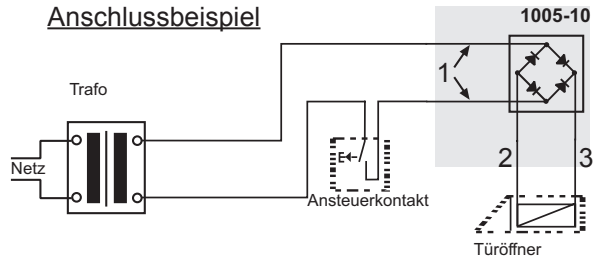 Anschlussbeispiel
1005-10
1
Trafo
Netz
E
Ansteuerkontakt
2
3
Türöffner